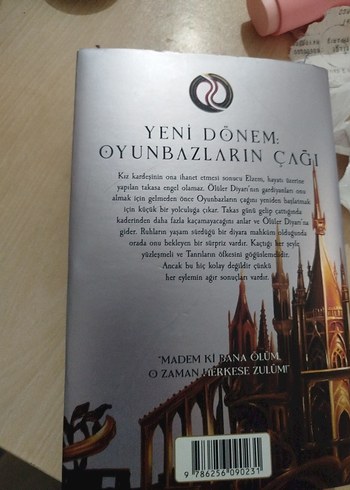 YENİ DÖNEM:
OYUNBAZLARIN ÇAĞI
Kız kardeşinin ona ihanet etmesi sonucu Elzem, hayatı üzerine
yapılan takasa engel olamaz. Ölüler Diyarı'nın gardiyanları onu
almak için gelmeden önce Oyunbazların çağını yeniden başlatmak
için küçük bir yolculuğa çıkar. Takas günü gelip çattığında
kaderinden daha fazla kaçamayacağını anlar ve Ölüler Diyarı'na
gider. Ruhların yaşam sürdüğü bir diyara mahkûm olduğunda
orada onu bekleyen bir sürpriz vardır. Kaçtığı her şeyle
yüzleşmeli ve Tanrıların öfkesini göğüslemelidir.
Ancak bu hiç kolay değildir çünkü
her eylemin ağır sonuçları vardır.
"MADEM Kİ BANA ÖLÜM,
O ZAMAN HERKESE ZULÜM!"
9 786256 090231